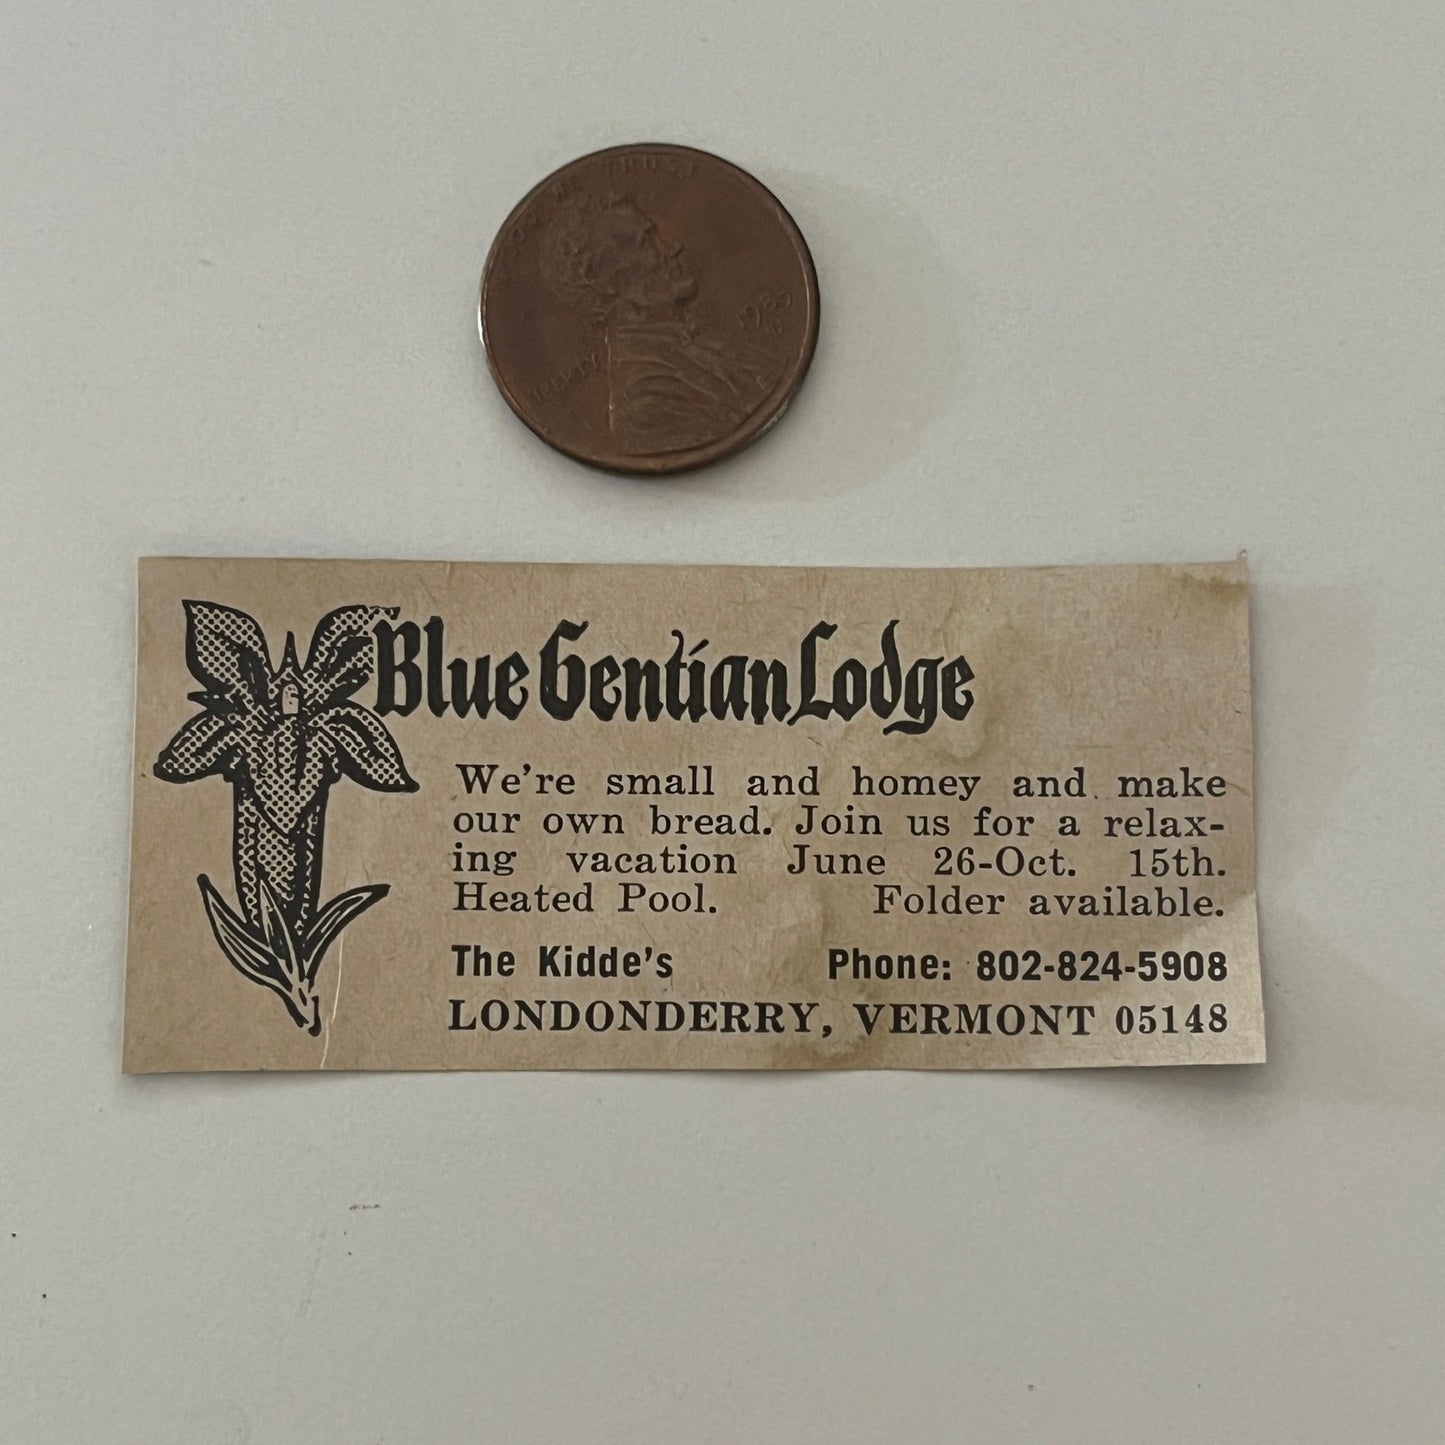 IN GOD WE TRUST
LIBERTY
Blue Gentian Lodge
We're small and homey and make
our own bread. Join us for a relax-
ing vacation June 26-Oct. 15th.
Heated Pool. Folder available.
The Kidde's Phone: 802-824-5908
LONDONDERRY, VERMONT 05148